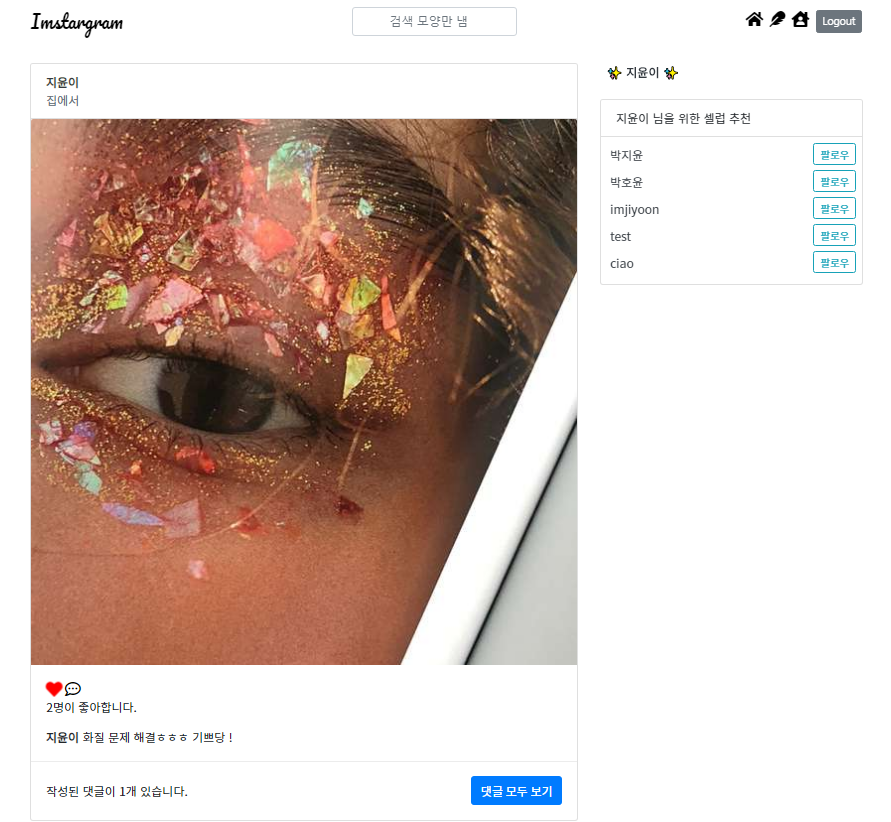 Imstargram
검색 모양만 냄
Logout
지윤이
집에서
2명이 좋아합니다.
지윤이 화질 문제 해결ㅎㅎㅎ 기쁘당 !
작성된 댓글이 1개 있습니다.
댓글 모두 보기
✨ 지윤이 ✨
지윤이 님을 위한 셀럽 추천
박지윤 팔로우
박호윤 팔로우
imjiyoon 팔로우
test 팔로우
ciao 팔로우